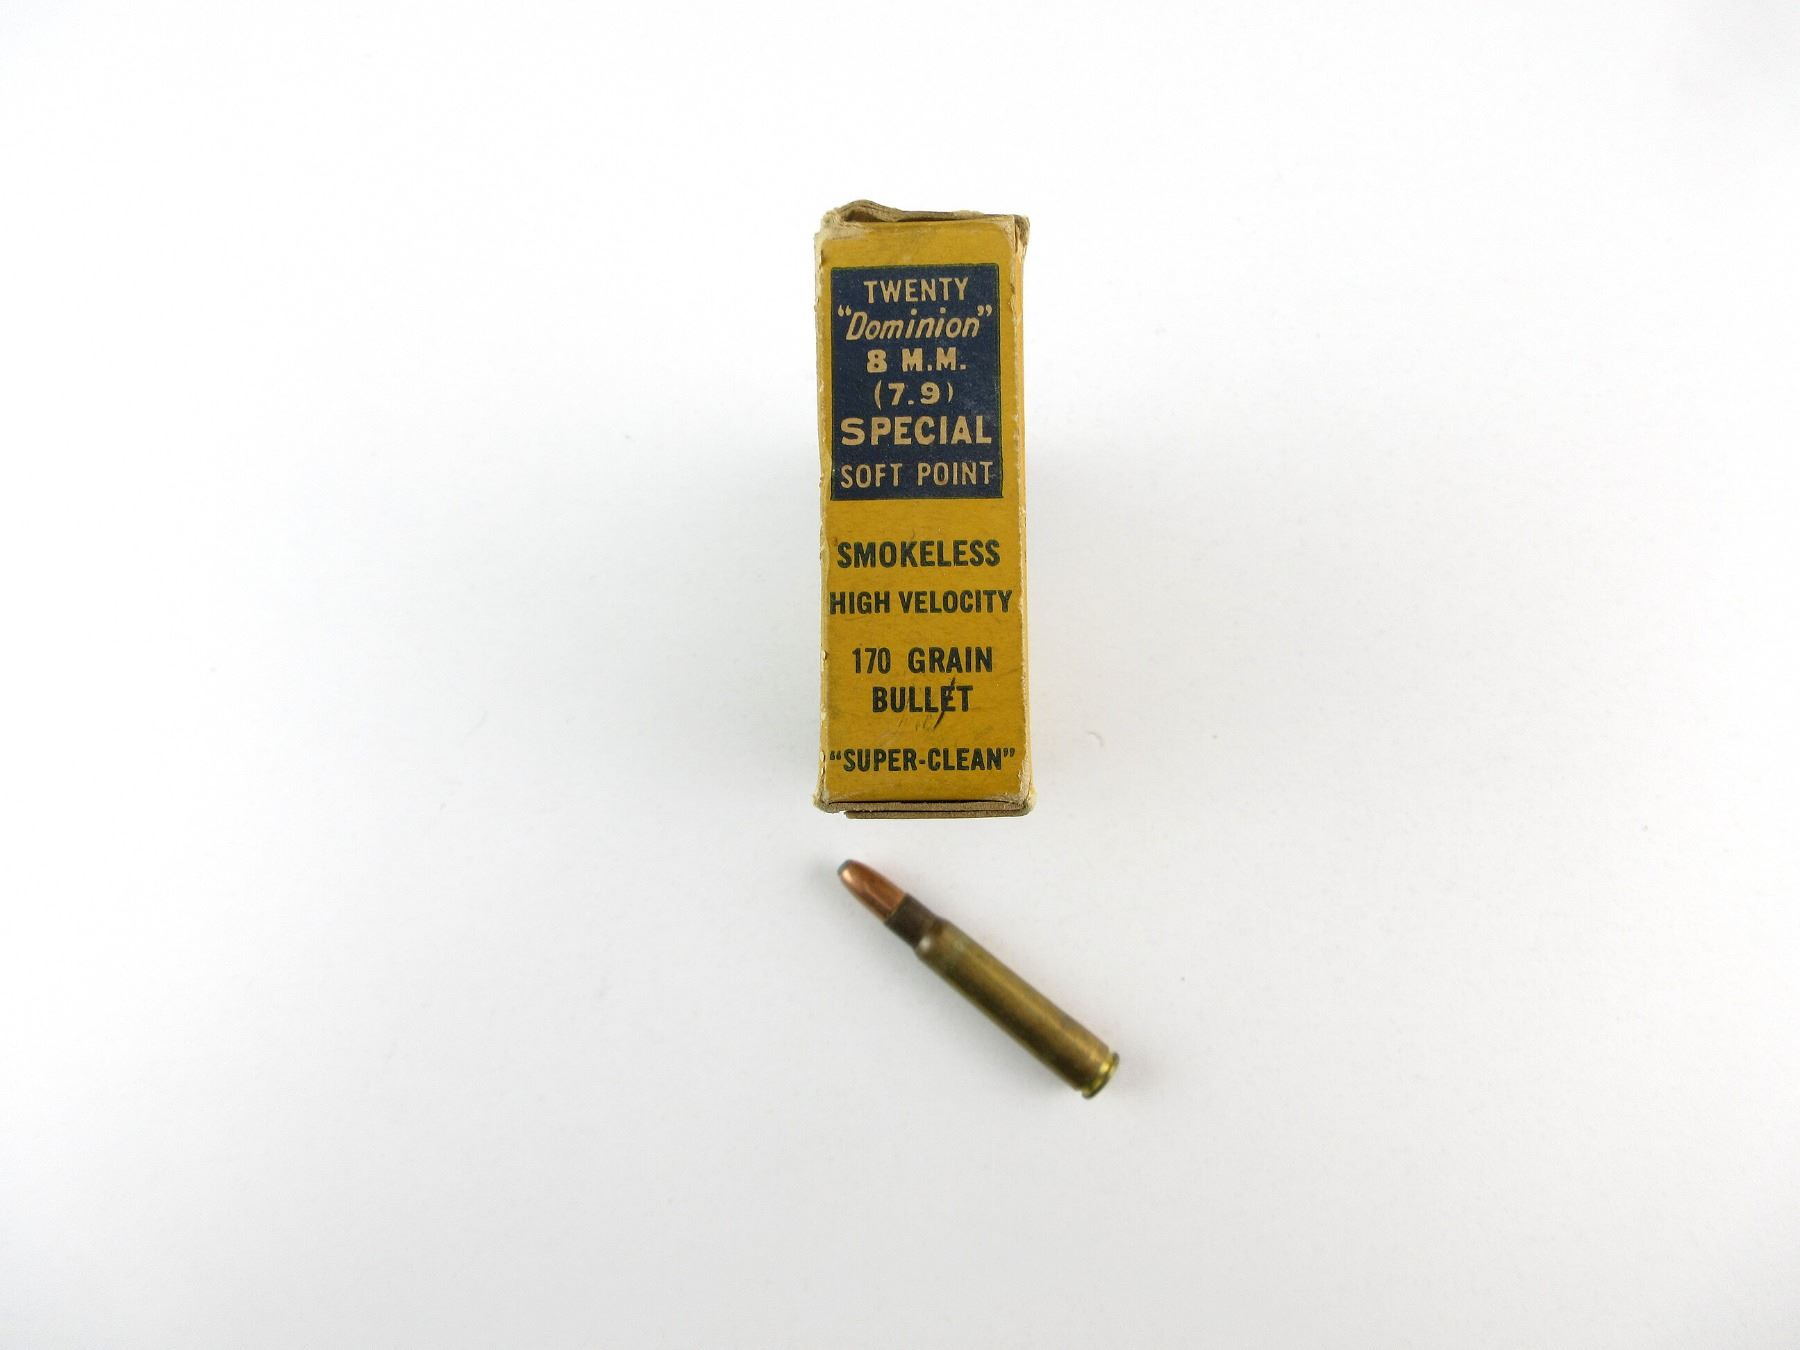 TWENTY
"Dominion"
8 M.M.
(7.9)
SPECIAL
SOFT POINT
SMOKELESS
HIGH VELOCITY
170 GRAIN
BULLET
"SUPER-CLEAN"